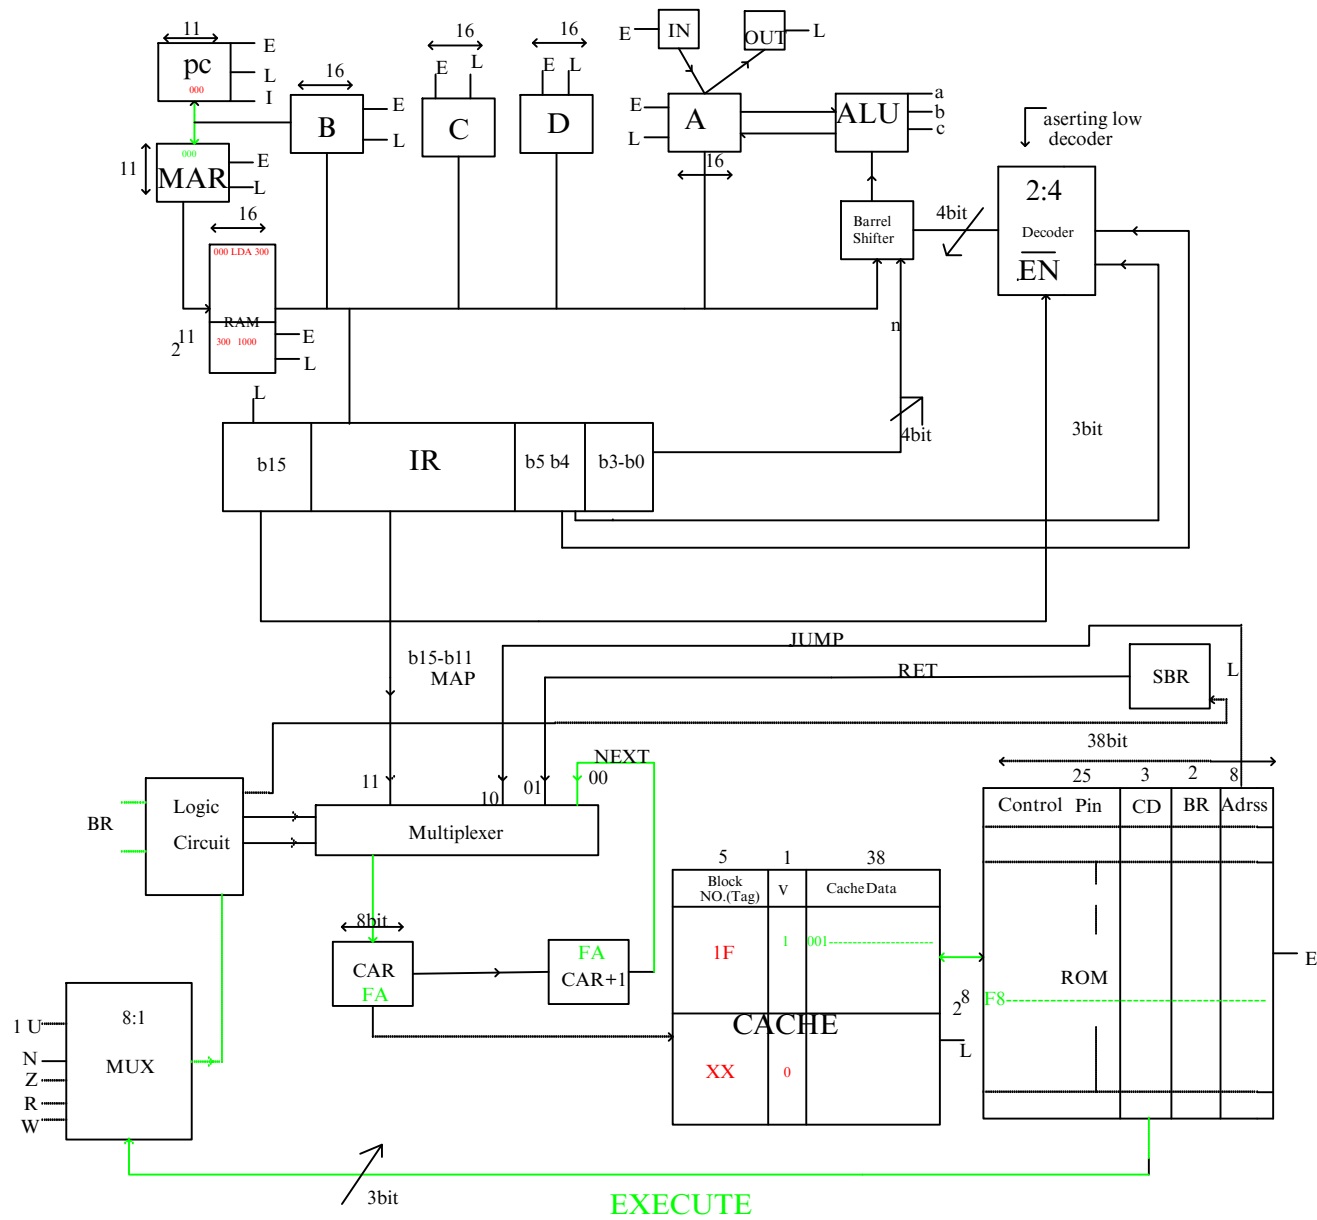 11
pc
000
E
L
I
16
B
E
L
16
E
L
C
16
E
L
D
E
IN
OUT
L
E
L
A
16
ALU
a
b
c
aserting low
decoder
11
000
MAR
E
L
16
000 LDA 300
RAM
300 1000
2
11
E
L
Barrel
Shifter
4bit
2:4
Decoder
EN
n
4bit
3bit
L
b15
IR
b5 b4
b3-b0
b15-b11
MAP
JUMP
RET
SBR
L
NEXT
11
10
01
00
BR
Logic
Circuit
Multiplexer
8bit
CAR
FA
FA
CAR+1
8:1
MUX
1 U
N
Z
R
W
3bit
5
1
38
Block
NO.(Tag)
V
Cache Data
1F
1
001----------------------
CACHE
XX
0
L
38bit
25
3
2
8
Control Pin
CD
BR
Adrss
ROM
2
8
F8------------------------------------------------
E
EXECUTE